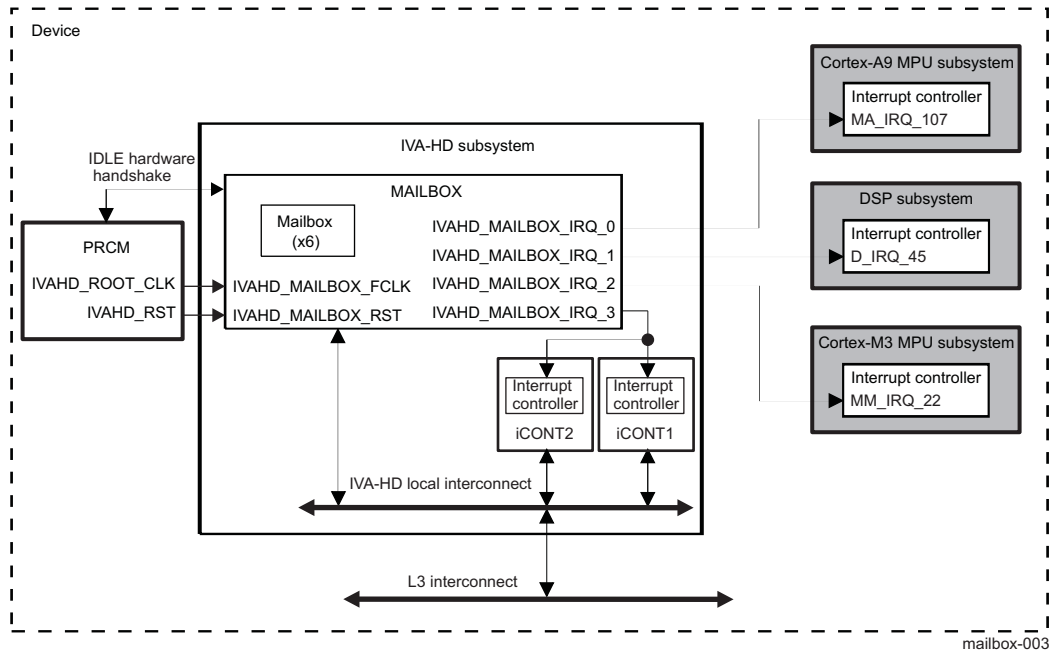 Device
Cortex-A9 MPU subsystem
Interrupt controller
MA_IRQ_107
IVA-HD subsystem
IDLE hardware
handshake
MAILBOX
Mailbox
(x6)
IVAHD_MAILBOX_IRQ_0
IVAHD_MAILBOX_IRQ_1
IVAHD_MAILBOX_IRQ_2
IVAHD_MAILBOX_IRQ_3
DSP subsystem
Interrupt controller
D_IRQ_45
PRCM
IVAHD_ROOT_CLK
IVAHD_RST
IVAHD_MAILBOX_FCLK
IVAHD_MAILBOX_RST
Cortex-M3 MPU subsystem
Interrupt controller
MM_IRQ_22
Interrupt
controller
iCONT2
Interrupt
controller
iCONT1
IVA-HD local interconnect
L3 interconnect
mailbox-003